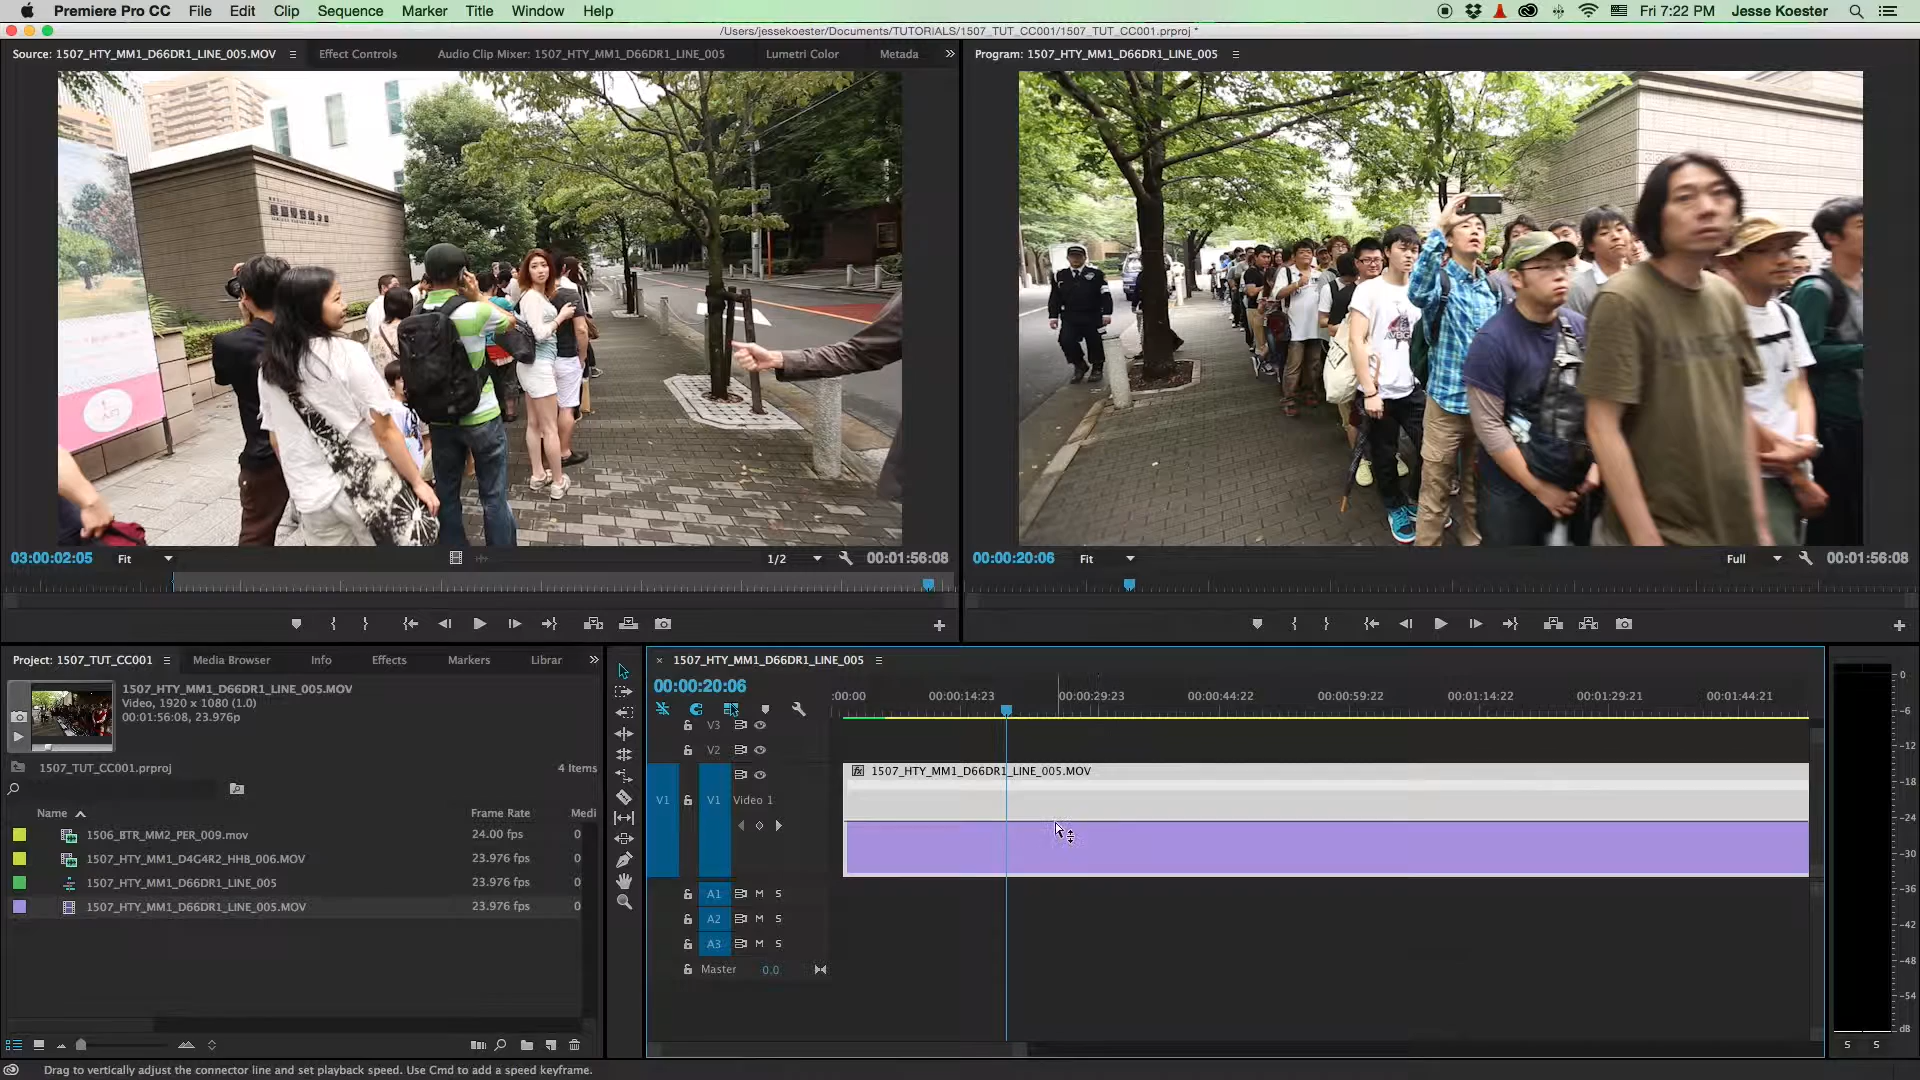 Premiere Pro CC File Edit Clip Sequence Marker Title Window Help Fri 7:22 PM Jesse Koester
/Users/jessekoester/Documents/TUTORIALS/1507_TUT_CC001/1507_TUT_CC001.prproj *
Source: 1507_HTY_MM1_D66DR1_LINE_005.MOV Effect Controls Audio Clip Mixer: 1507_HTY_MM1_D66DR1_LINE_005 Lumetri Color Metada
Program: 1507_HTY_MM1_D66DR1_LINE_005
03:00:02:05 Fit 1/2 00:01:56:08
00:00:20:06 Fit Full 00:01:56:08
Project: 1507_TUT_CC001 Media Browser Info Effects Markers Librar
1507_HTY_MM1_D66DR1_LINE_005.MOV
Video, 1920 x 1080 (1.0)
00:01:56:08, 23.976p
1507_TUT_CC001.prproj 4 Items
Name Frame Rate Medi
1506_BTR_MM2_PER_009.mov 24.00 fps 0
1507_HTY_MM1_D4G4R2_HHB_006.MOV 23.976 fps 0
1507_HTY_MM1_D66DR1_LINE_005 23.976 fps 0
1507_HTY_MM1_D66DR1_LINE_005.MOV 23.976 fps 0
1507_HTY_MM1_D66DR1_LINE_005
00:00:20:06
:00:00 00:00:14:23 00:00:29:23 00:00:44:22 00:00:59:22 00:01:14:22 00:01:29:21 00:01:44:21
V3
V2
fx 1507_HTY_MM1_D66DR1_LINE_005.MOV
V1 V1 Video 1
A1 M S
A2 M S
A3 M S
Master 0.0
0
-6
-12
-18
-24
-30
-36
-42
-48
-54
dB
S S
Drag to vertically adjust the connector line and set playback speed. Use Cmd to add a speed keyframe.